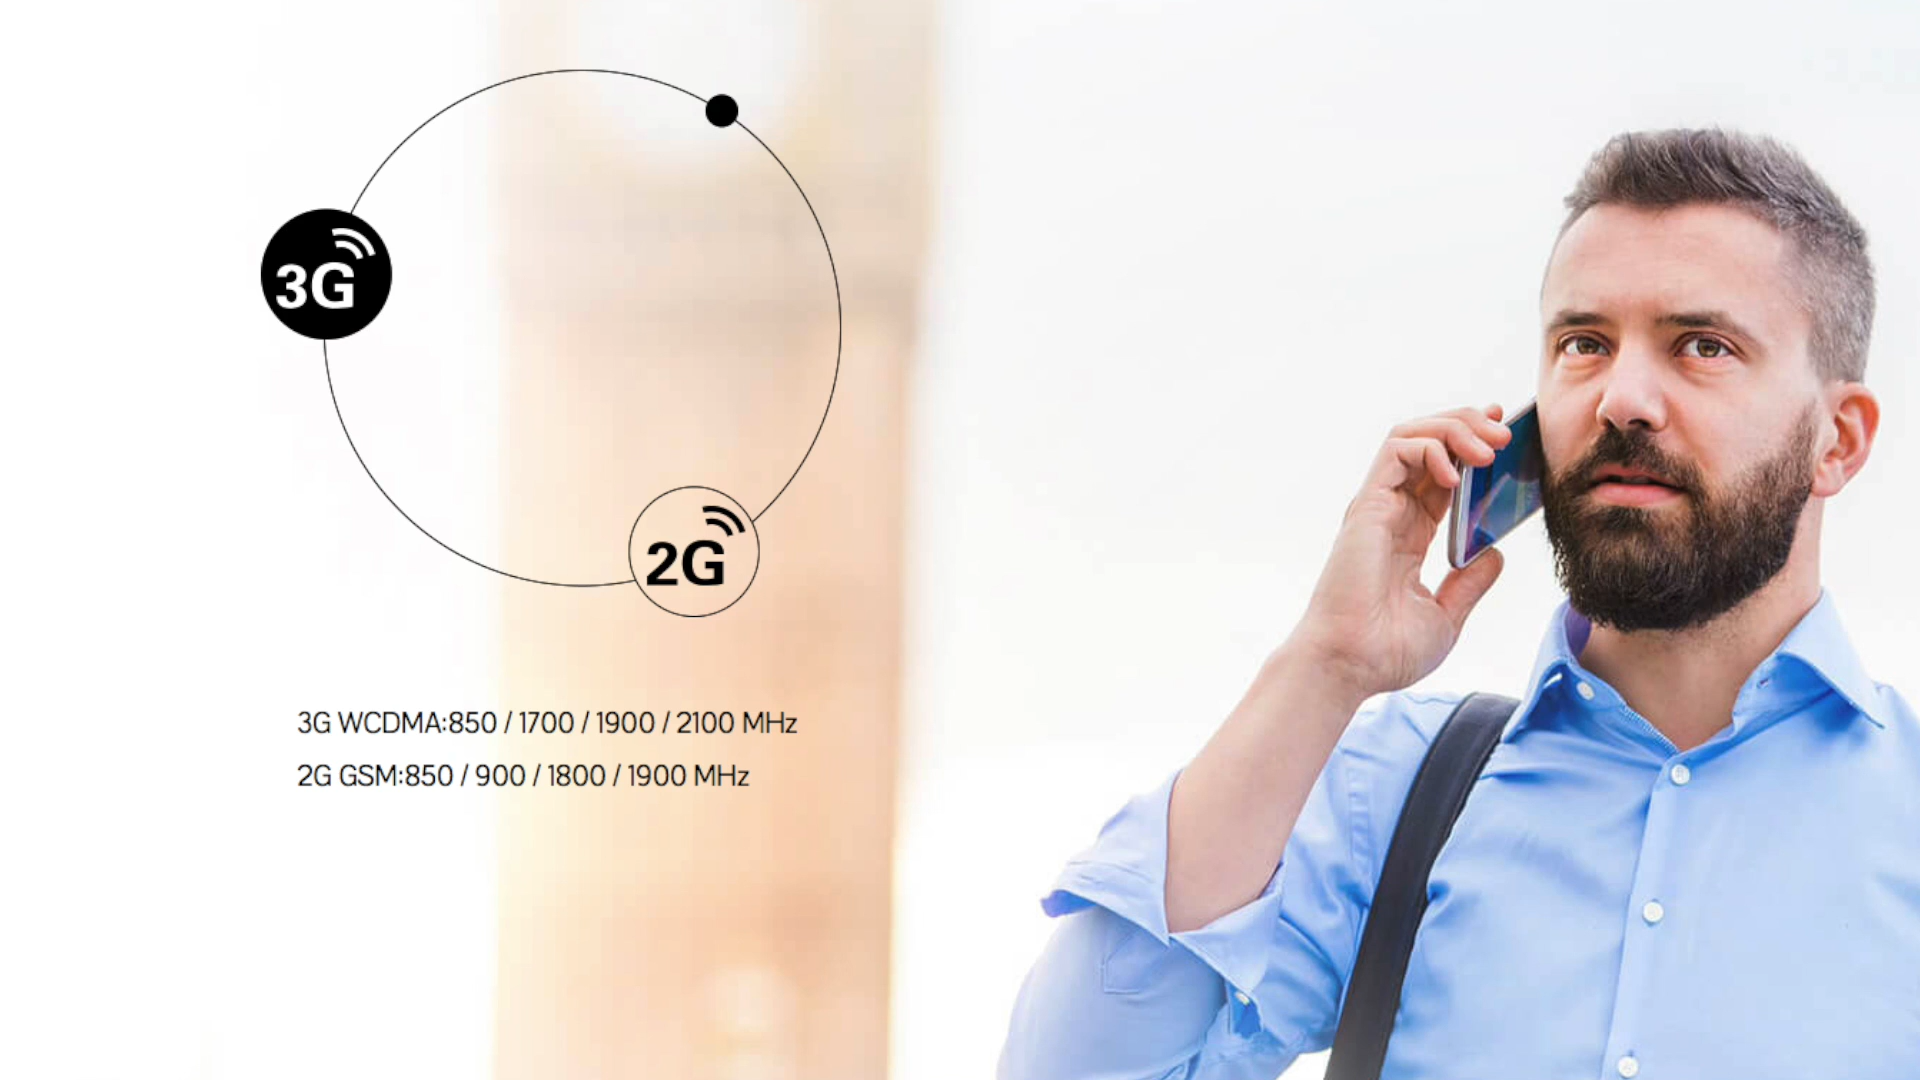 3G
2G
3G WCDMA:850 / 1700 / 1900 / 2100 MHz
2G GSM:850 / 900 / 1800 / 1900 MHz